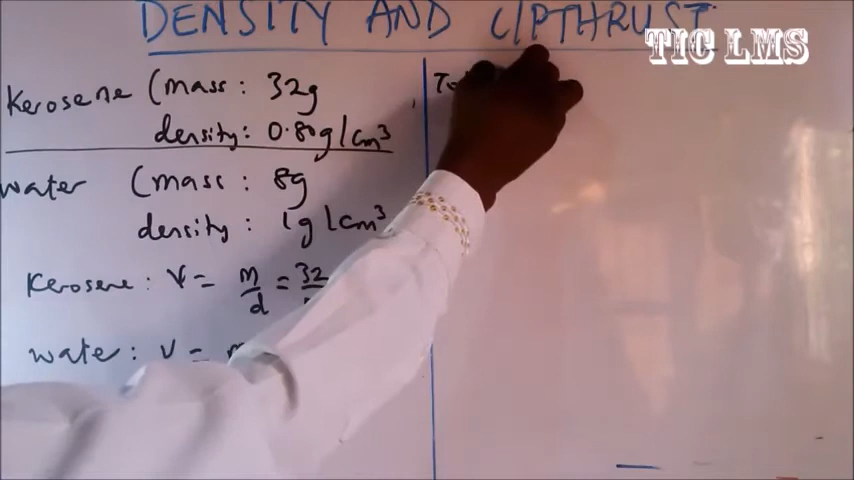 DENSITY AND UPTHRUST
TIC LMS
Kerosene (mass: 32g
density: 0.80g/cm³
water (mass: 8g
density: 1g/cm³
Kerosene: V = m/d = 32
water: V =